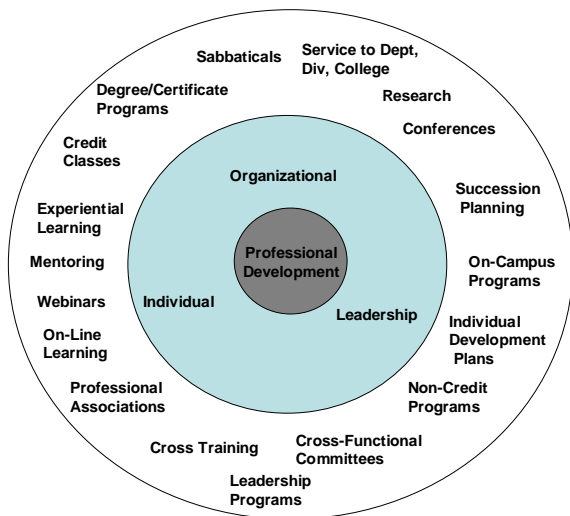 Sabbaticals
Service to Dept,
Div, College
Degree/Certificate
Programs
Research
Conferences
Credit
Classes
Organizational
Succession
Planning
Experiential
Learning
Professional
Development
Mentoring
On-Campus
Programs
Webinars
Individual
Leadership
On-Line
Learning
Individual
Development
Plans
Professional
Associations
Non-Credit
Programs
Cross Training
Cross-Functional
Committees
Leadership
Programs